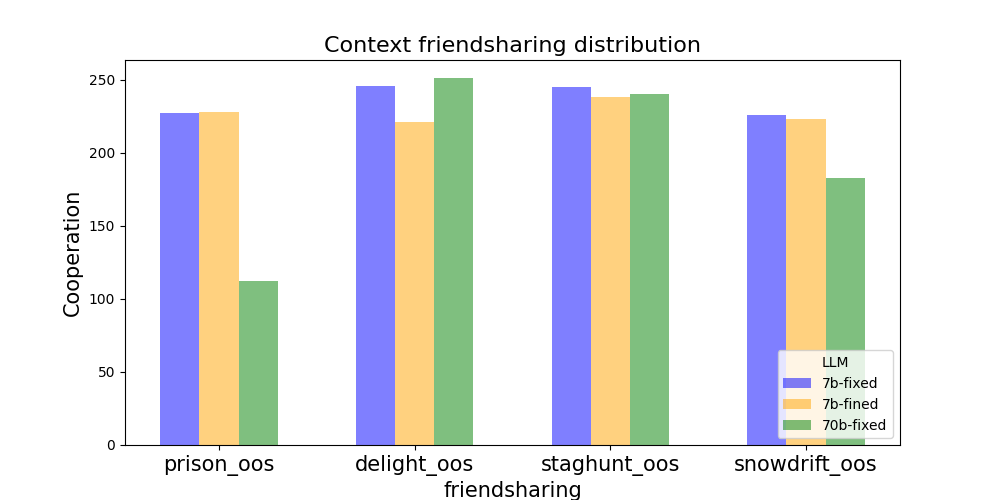 Context friendsharing distribution
Cooperation
250
200
150
100
50
0
prison_oos delight_oos staghunt_oos snowdrift_oos
friendsharing
LLM
7b-fixed
7b-fined
70b-fixed